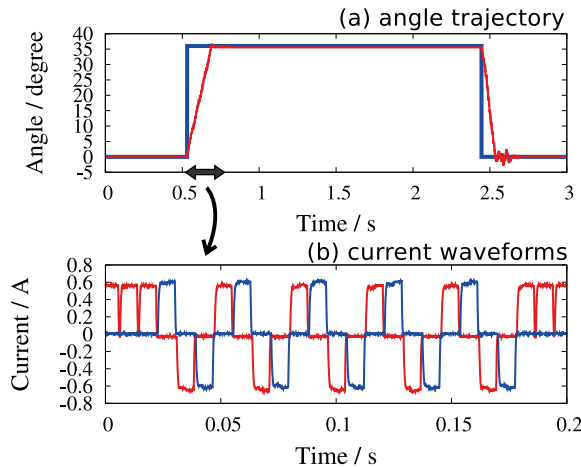 (a) angle trajectory
Angle / degree
40
35
30
25
20
15
10
5
0
-5
0 0.5 1 1.5 2 2.5 3
Time / s
(b) current waveforms
Current / A
0.8
0.6
0.4
0.2
0
-0.2
-0.4
-0.6
-0.8
0 0.05 0.1 0.15 0.2
Time / s